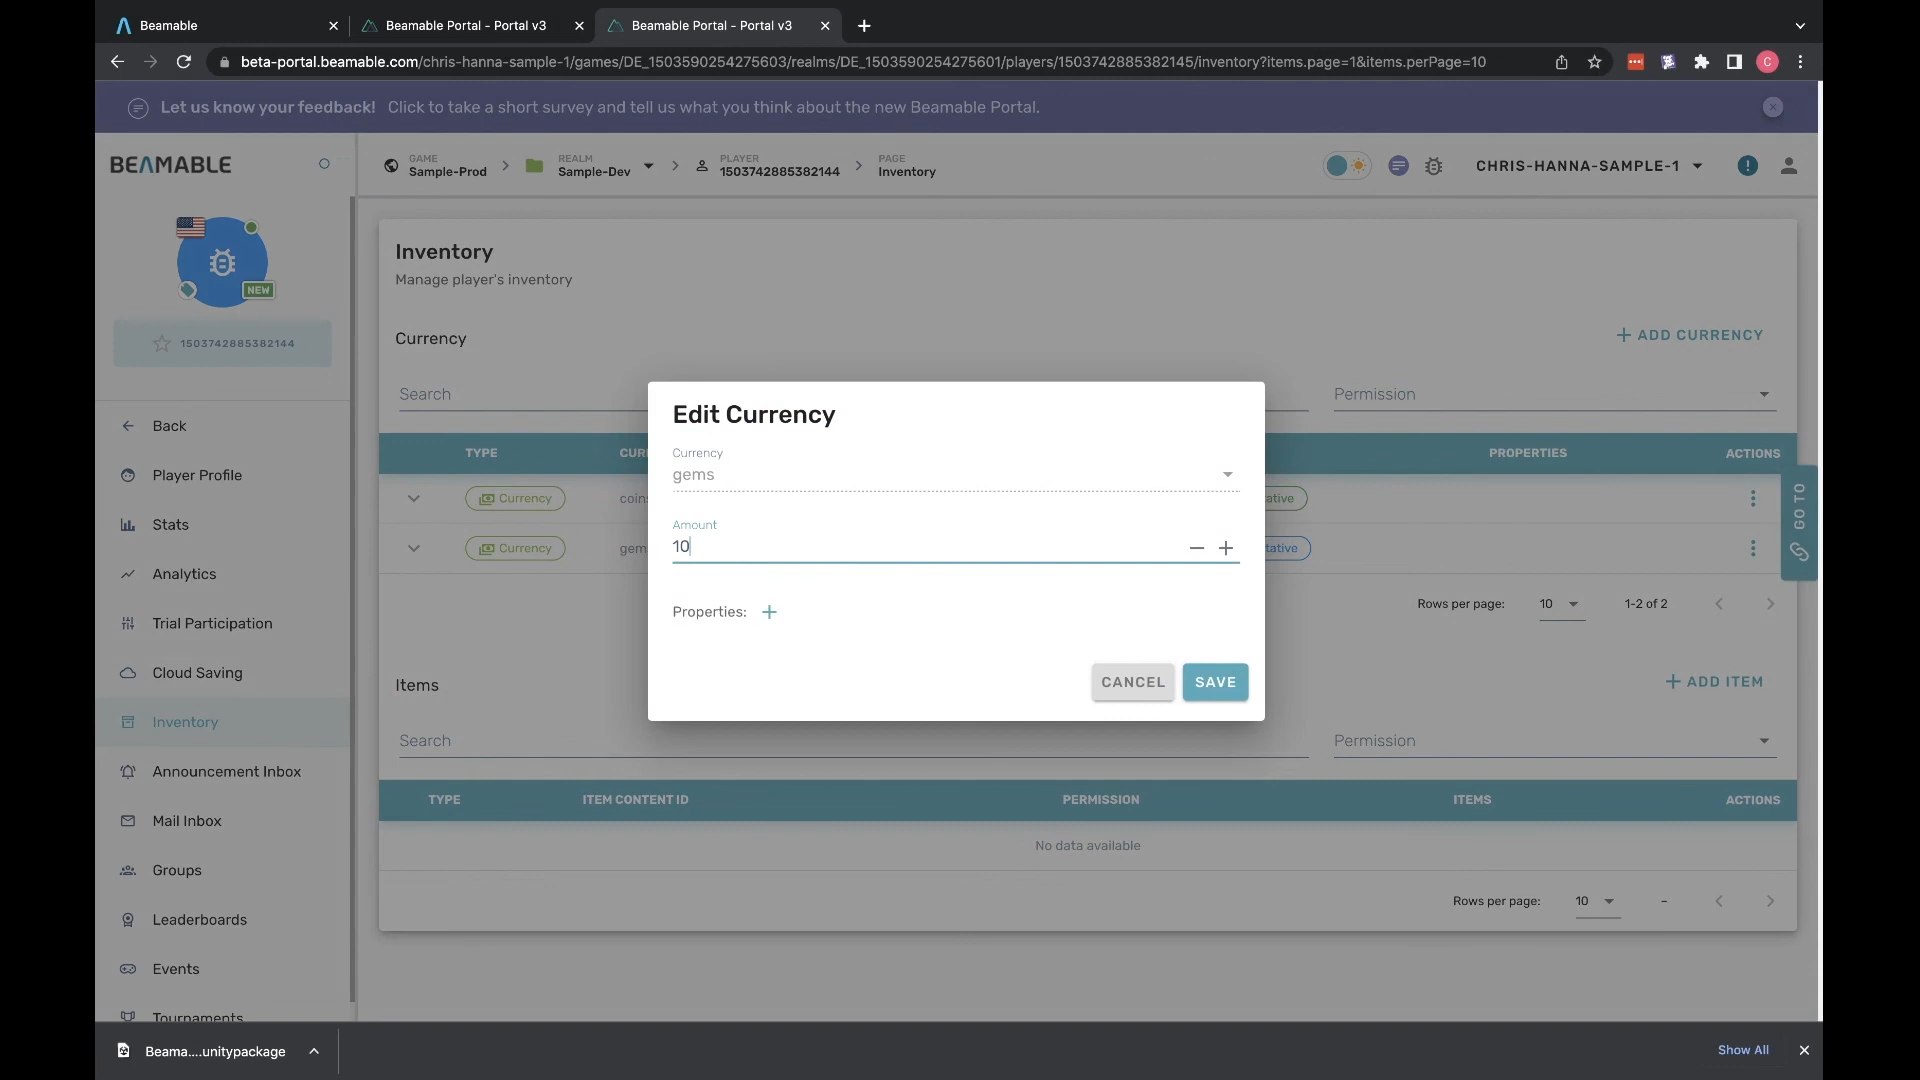 Beamable
Beamable Portal - Portal v3
Beamable Portal - Portal v3
beta-portal.beamable.com/chris-hanna-sample-1/games/DE_1503590254275603/realms/DE_1503590254275601/players/1503742885382145/inventory?items.page=1&items.perPage=10
C
Let us know your feedback! Click to take a short survey and tell us what you think about the new Beamable Portal.
BEAMABLE
GAME
Sample-Prod
REALM
Sample-Dev
PLAYER
1503742885382144
PAGE
Inventory
CHRIS-HANNA-SAMPLE-1
NEW
1503742885382144
Back
Player Profile
Stats
Analytics
Trial Participation
Cloud Saving
Inventory
Announcement Inbox
Mail Inbox
Groups
Leaderboards
Events
Tournaments
Inventory
Manage player's inventory
Currency
+ ADD CURRENCY
Search
Permission
TYPE
CURR
PROPERTIES
ACTIONS
Currency
coins
tative
Currency
gem
tative
GO TO
Rows per page:
10
1-2 of 2
Edit Currency
Currency
gems
Amount
10
Properties: +
CANCEL
SAVE
Items
+ ADD ITEM
Search
Permission
TYPE
ITEM CONTENT ID
PERMISSION
ITEMS
ACTIONS
No data available
Rows per page:
10
-
Beama....unitypackage
Show All